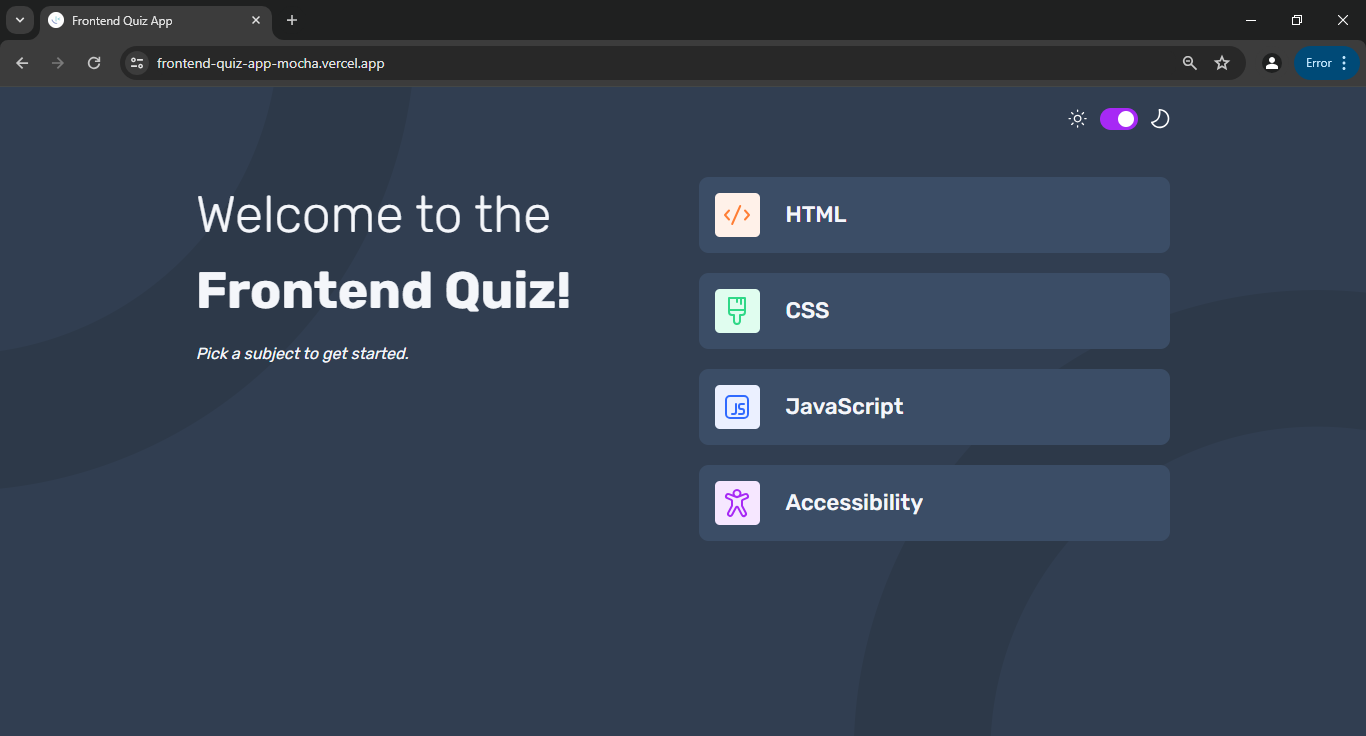 Frontend Quiz App
frontend-quiz-app-mocha.vercel.app
Error
Welcome to the
Frontend Quiz!
Pick a subject to get started.
HTML
CSS
JS
JavaScript
Accessibility